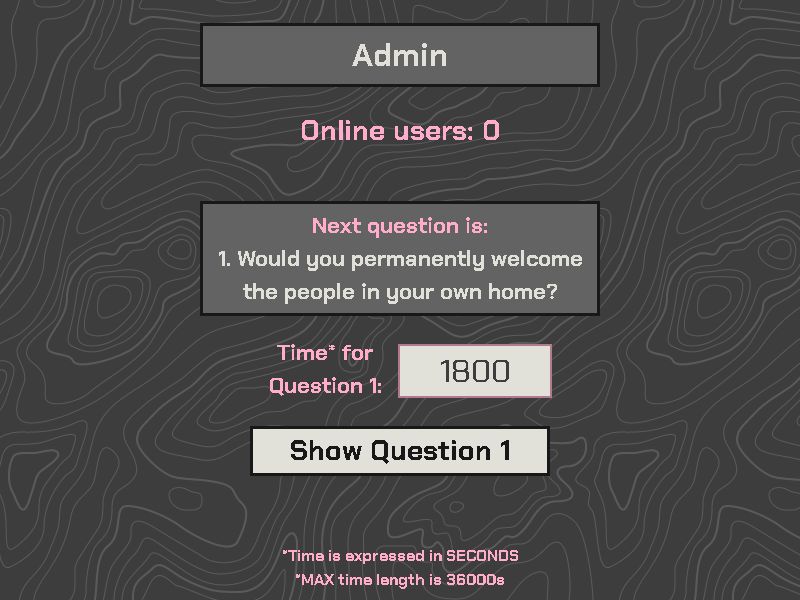 Admin
Online users: 0
Next question is:
1. Would you permanently welcome
the people in your own home?
Time* for
Question 1:
1800
Show Question 1
*Time is expressed in SECONDS
*MAX time length is 36000s